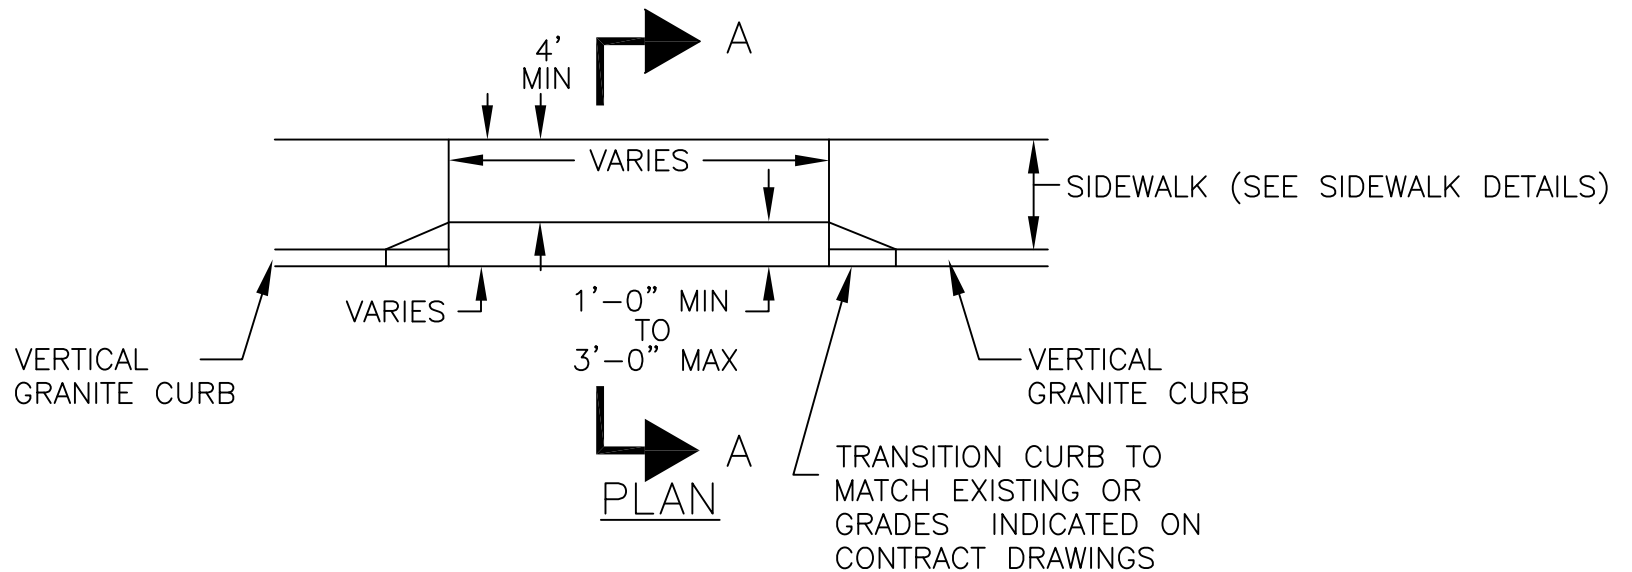 A
4'
MIN
VARIES
SIDEWALK (SEE SIDEWALK DETAILS)
VARIES
1'-0" MIN
TO
3'-0" MAX
VERTICAL
GRANITE CURB
VERTICAL
GRANITE CURB
A
PLAN
TRANSITION CURB TO
MATCH EXISTING OR
GRADES INDICATED ON
CONTRACT DRAWINGS